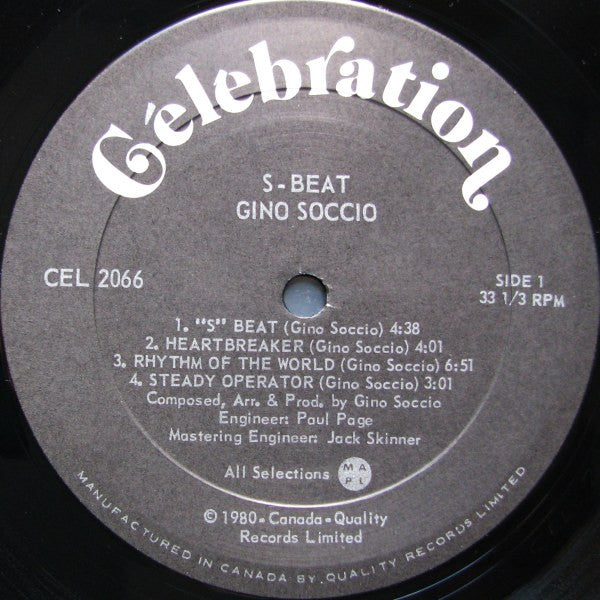 Celebration
S-BEAT
GINO SOCCIO
CEL 2066
SIDE 1
33 1/3 RPM
1. "S" BEAT (Gino Soccio) 4:38
2. HEARTBREAKER (Gino Soccio) 4:01
3. RHYTHM OF THE WORLD (Gino Soccio) 6:51
4. STEADY OPERATOR (Gino Soccio) 3:01
Composed, Arr. & Prod. by Gino Soccio
Engineer: Paul Page
Mastering Engineer: Jack Skinner
All Selections
M A
P L
© 1980-Canada-Quality
Records Limited
MANUFACTURED IN CANADA BY QUALITY RECORDS LIMITED